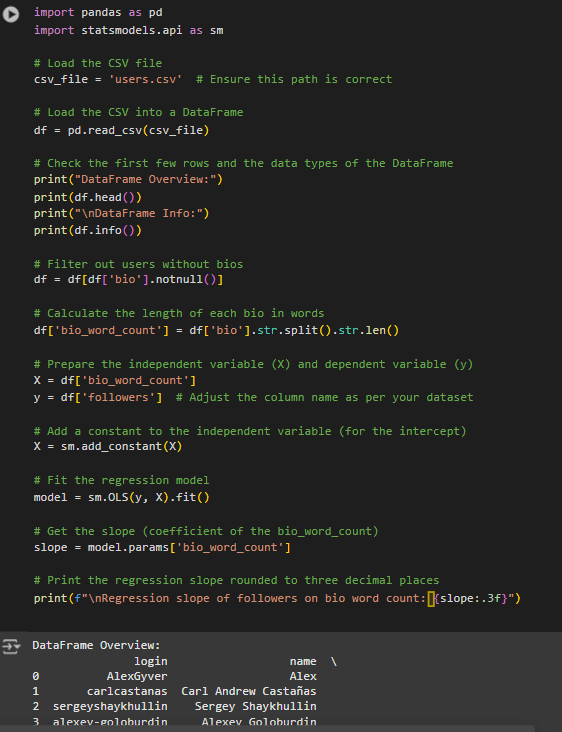 import pandas as pd
import statsmodels.api as sm
# Load the CSV file
csv_file = 'users.csv'  # Ensure this path is correct
# Load the CSV into a DataFrame
df = pd.read_csv(csv_file)
# Check the first few rows and the data types of the DataFrame
print("DataFrame Overview:")
print(df.head())
print("\nDataFrame Info:")
print(df.info())
# Filter out users without bios
df = df[df['bio'].notnull()]
# Calculate the length of each bio in words
df['bio_word_count'] = df['bio'].str.split().str.len()
# Prepare the independent variable (X) and dependent variable (y)
X = df['bio_word_count']
y = df['followers']  # Adjust the column name as per your dataset
# Add a constant to the independent variable (for the intercept)
X = sm.add_constant(X)
# Fit the regression model
model = sm.OLS(y, X).fit()
# Get the slope (coefficient of the bio_word_count)
slope = model.params['bio_word_count']
# Print the regression slope rounded to three decimal places
print(f"\nRegression slope of followers on bio word count: {slope:.3f}")
DataFrame Overview:
login name \
0 AlexGyver Alex
1 carlcastanas Carl Andrew Castañas
2 sergeyshaykhullin Sergey Shaykhullin
3 alexey-goloburdin Alexey Goloburdin